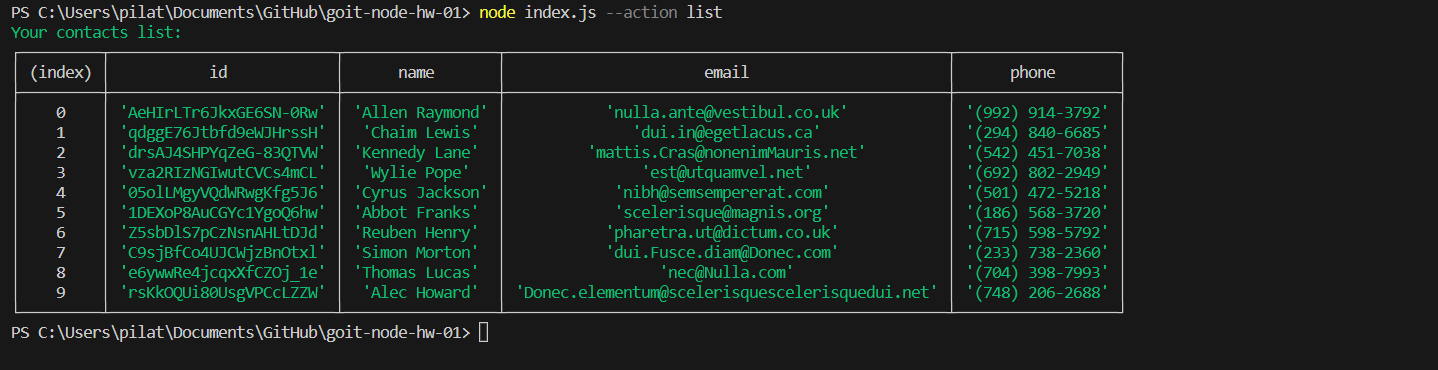 PS C:\Users\pilat\Documents\GitHub\goit-node-hw-01> node index.js --action list
Your contacts list:
(index) id name email phone
0 'AeHIrLTr6JkxGE6SN-0Rw' 'Allen Raymond' 'nulla.ante@vestibul.co.uk' '(992) 914-3792'
1 'qdggE76Jtbfd9eWJHrssH' 'Chaim Lewis' 'dui.in@egetlacus.ca' '(294) 840-6685'
2 'drsAJ4SHPYqZeG-83QTVW' 'Kennedy Lane' 'mattis.Cras@nonenimMauris.net' '(542) 451-7038'
3 'vza2RIzNGIwutCVCs4mCL' 'Wylie Pope' 'est@utquamvel.net' '(692) 802-2949'
4 '05olLMgyVQdWRwgKfg5J6' 'Cyrus Jackson' 'nibh@semsempererat.com' '(501) 472-5218'
5 '1DEXoP8AuCGYc1YgoQ6hw' 'Abbot Franks' 'scelerisque@magnis.org' '(186) 568-3720'
6 'Z5sbDlS7pCzNsnAHLtDJd' 'Reuben Henry' 'pharetra.ut@dictum.co.uk' '(715) 598-5792'
7 'C9sjBfCo4UJCWjzBnOtxl' 'Simon Morton' 'dui.Fusce.diam@Donec.com' '(233) 738-2360'
8 'e6ywwRe4jcqxXfCZOj_1e' 'Thomas Lucas' 'nec@Nulla.com' '(704) 398-7993'
9 'rsKkOQUi80UsgVPCcLZZW' 'Alec Howard' 'Donec.elementum@scelerisquescelerisquedui.net' '(748) 206-2688'
PS C:\Users\pilat\Documents\GitHub\goit-node-hw-01>